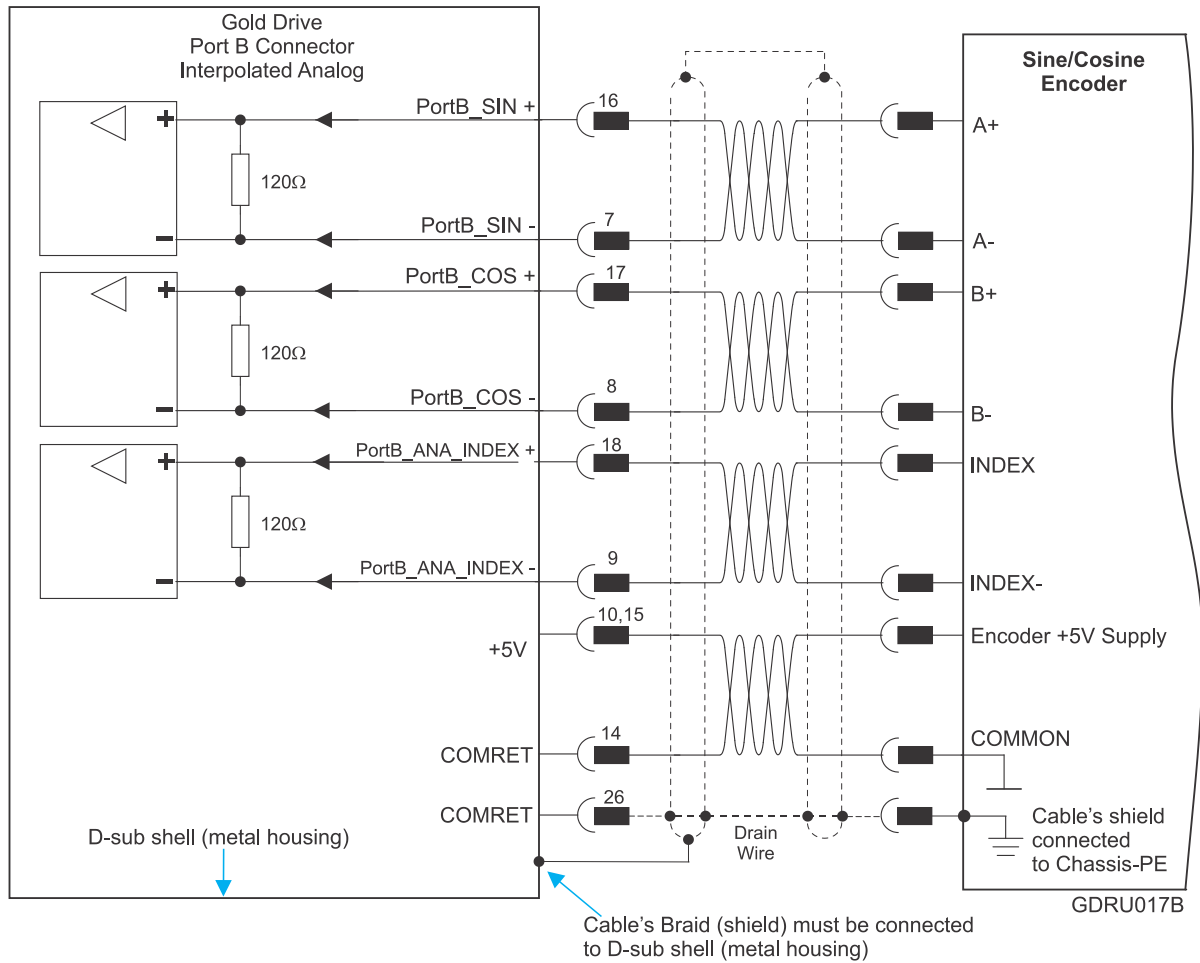 Gold Drive
Port B Connector
Interpolated Analog
Sine/Cosine
Encoder
PortB_SIN +
16
A+
120Ω
PortB_SIN -
7
A-
PortB_COS +
17
B+
120Ω
PortB_COS -
8
B-
PortB_ANA_INDEX +
18
INDEX
120Ω
PortB_ANA_INDEX -
9
INDEX-
+5V
10,15
Encoder +5V Supply
COMRET
14
COMMON
COMRET
26
Drain
Wire
Cable's shield
connected
to Chassis-PE
D-sub shell (metal housing)
GDRU017B
Cable's Braid (shield) must be connected
to D-sub shell (metal housing)